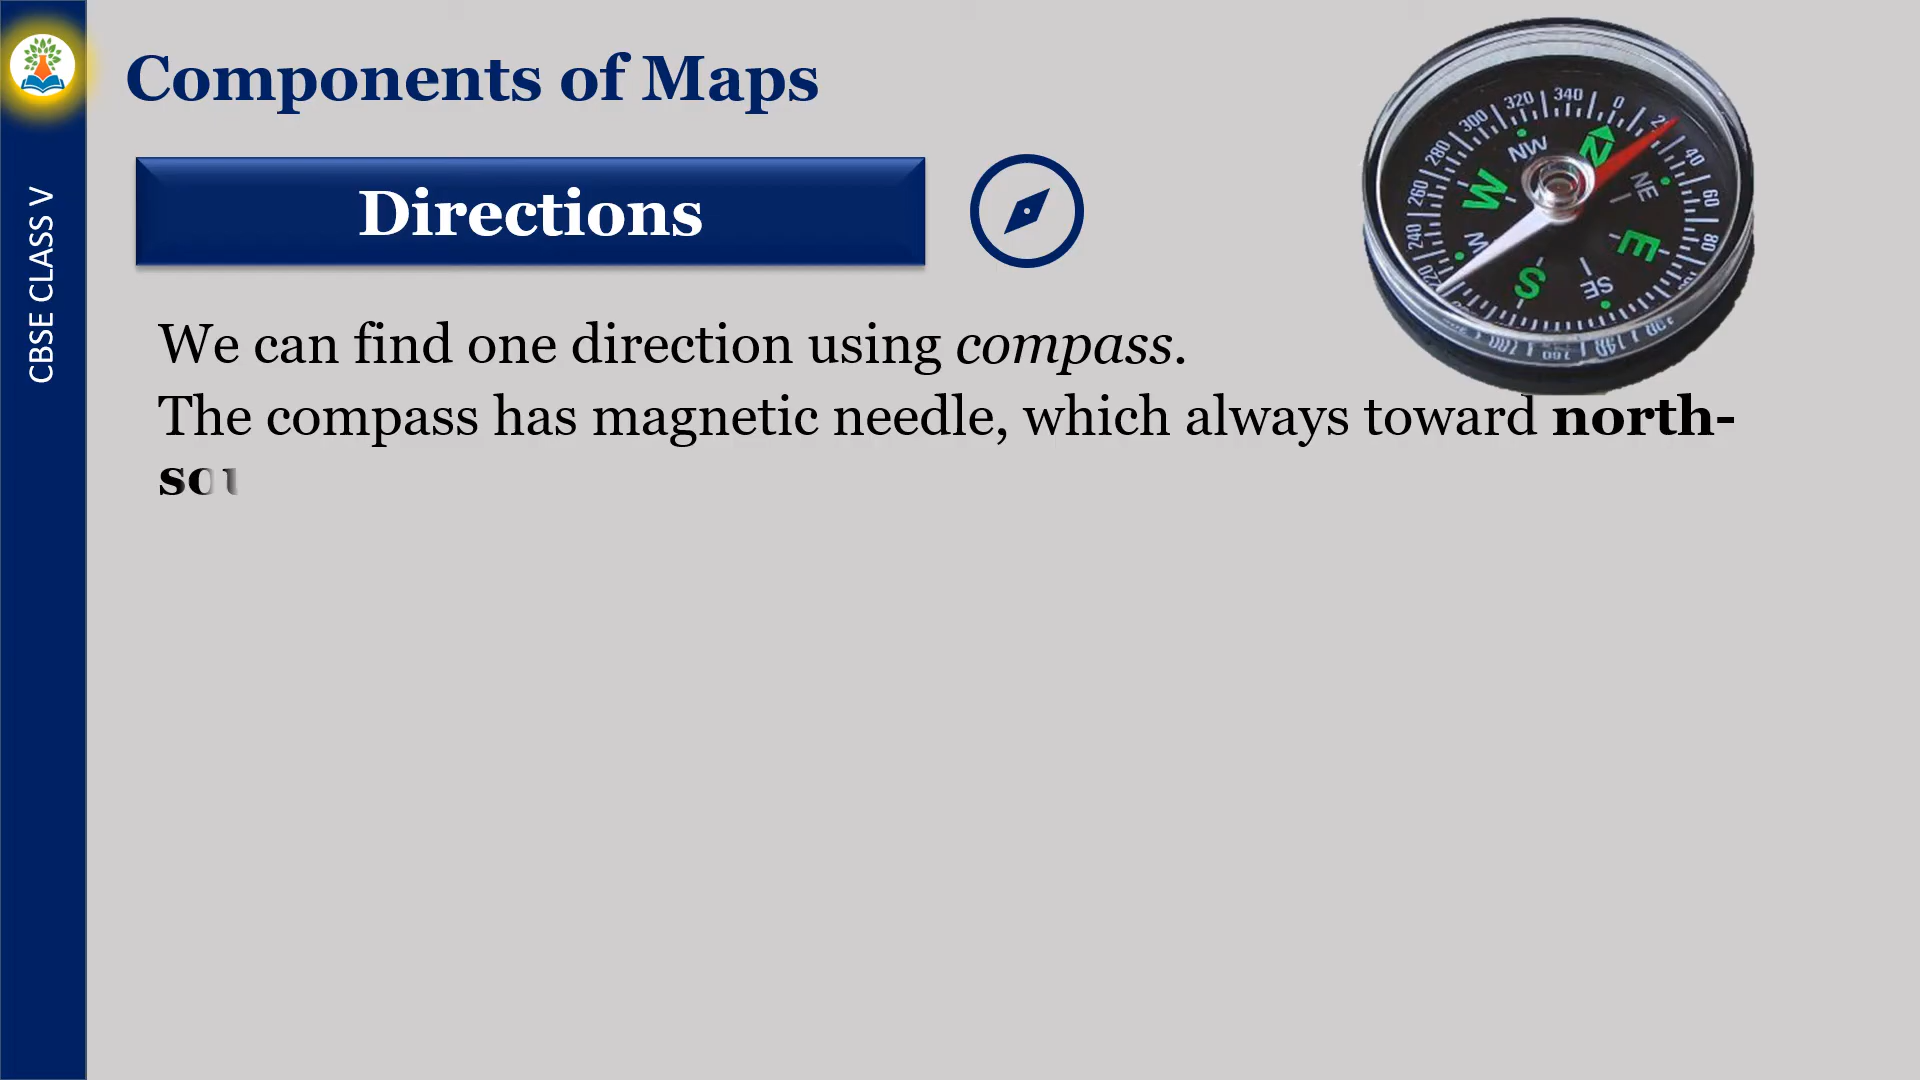 Components of Maps
CBSE CLASS V
Directions
We can find one direction using compass.
The compass has magnetic needle, which always toward north-
320
340
0
300
40
280
NW
N
NE
60
260
W
80
240
E
220
S
SE